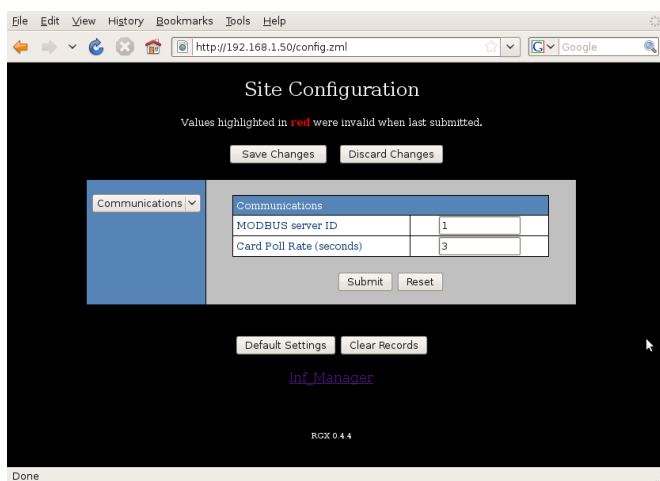 File Edit View History Bookmarks Tools Help
http://192.168.1.50/config.zml G Google
Site Configuration
Values highlighted in red were invalid when last submitted.
Save Changes Discard Changes
Communications Communications
MODBUS server ID 1
Card Poll Rate (seconds) 3
Submit Reset
Default Settings Clear Records
Inf_Manager
RGX 0.4.4
Done